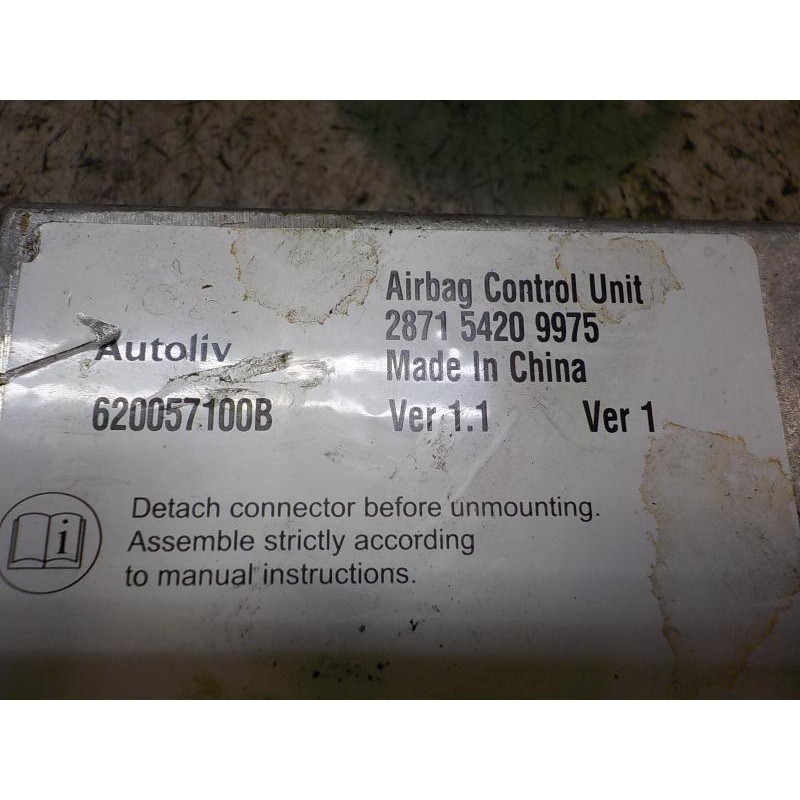 Airbag Control Unit
2871 5420 9975
Autoliv
Made In China
620057100B
Ver 1.1 Ver 1
Detach connector before unmounting.
Assemble strictly according
to manual instructions.
i